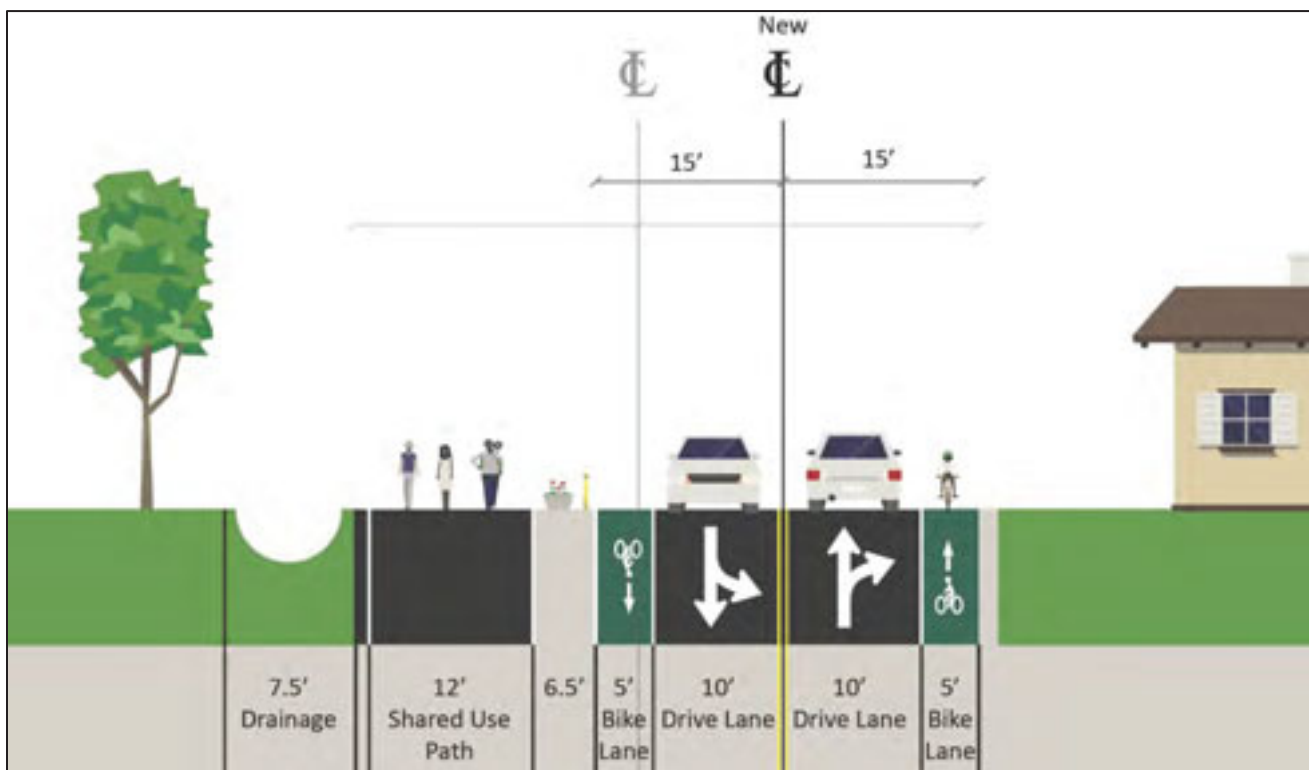 New
℄
℄
15'
15'
7.5'
Drainage
12'
Shared Use
Path
6.5'
5'
Bike
Lane
10'
Drive Lane
10'
Drive Lane
5'
Bike
Lane